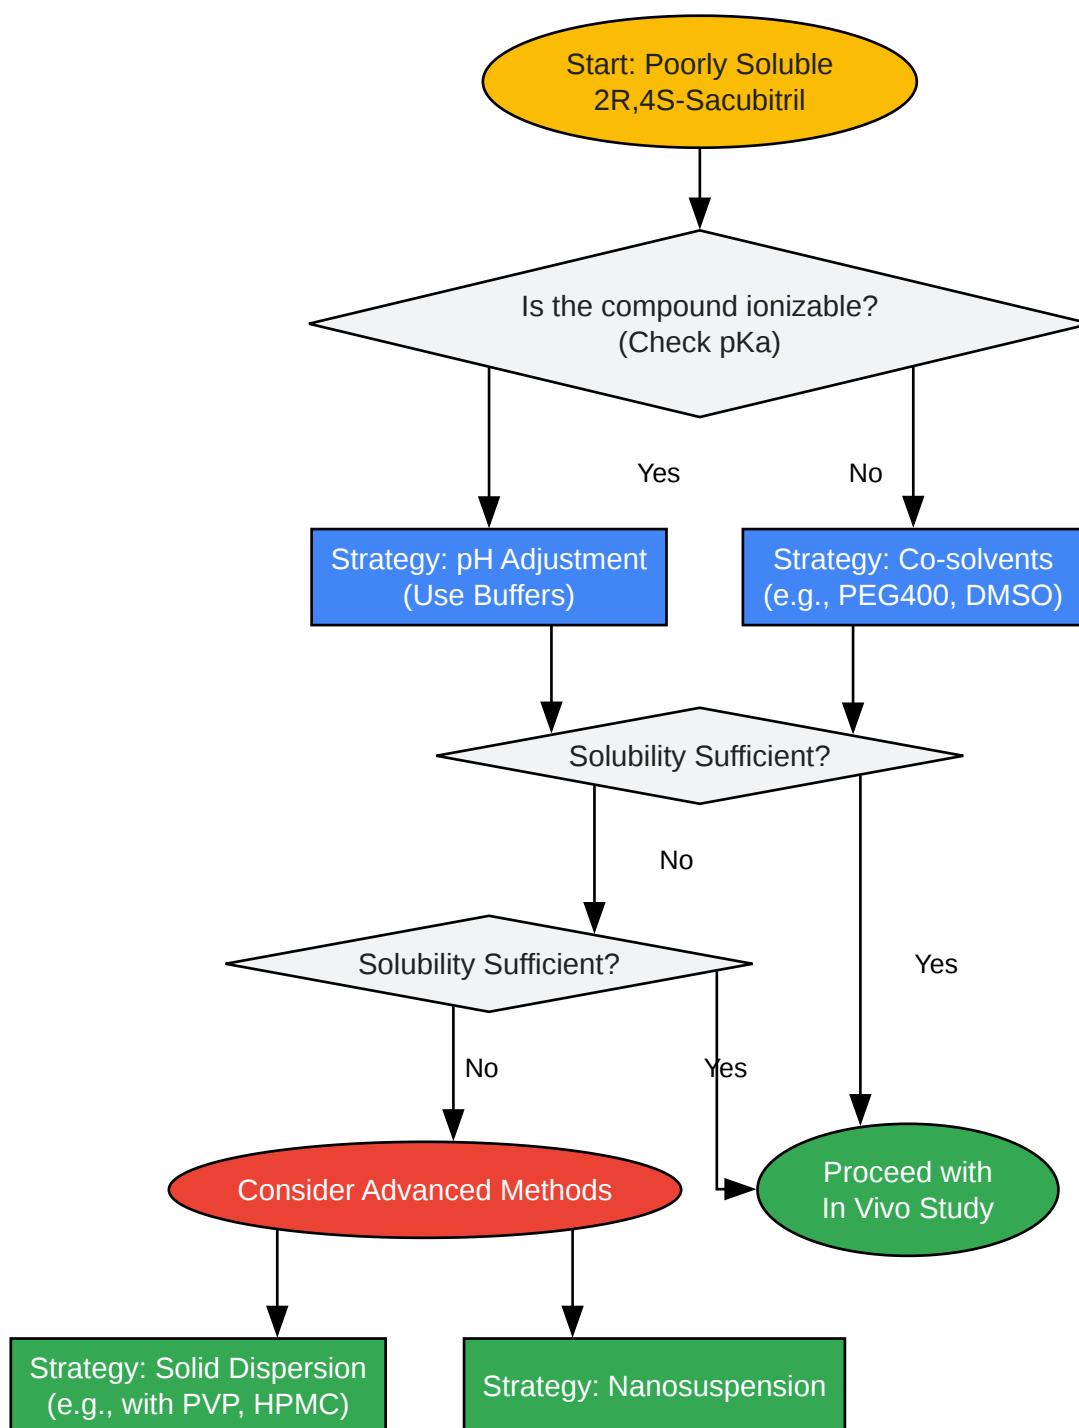 Start: Poorly Soluble
2R,4S-Sacubitril
Is the compound ionizable?
(Check pKa)
Yes
No
Strategy: pH Adjustment
(Use Buffers)
Strategy: Co-solvents
(e.g., PEG400, DMSO)
Solubility Sufficient?
No
Solubility Sufficient?
Yes
No
Yes
Consider Advanced Methods
Proceed with
In Vivo Study
Strategy: Solid Dispersion
(e.g., with PVP, HPMC)
Strategy: Nanosuspension